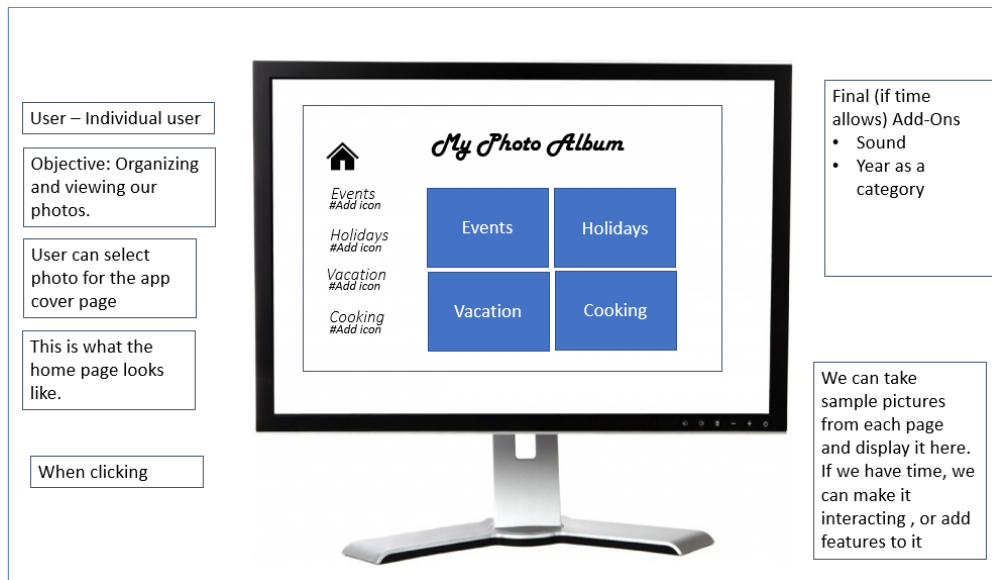 User – Individual user
Objective: Organizing
and viewing our
photos.
User can select
photo for the app
cover page
This is what the
home page looks
like.
When clicking
My Photo Album
Events
#Add icon
Holidays
#Add icon
Vacation
#Add icon
Cooking
#Add icon
Events
Holidays
Vacation
Cooking
Final (if time
allows) Add-Ons
• Sound
• Year as a
category
We can take
sample pictures
from each page
and display it here.
If we have time, we
can make it
interacting , or add
features to it